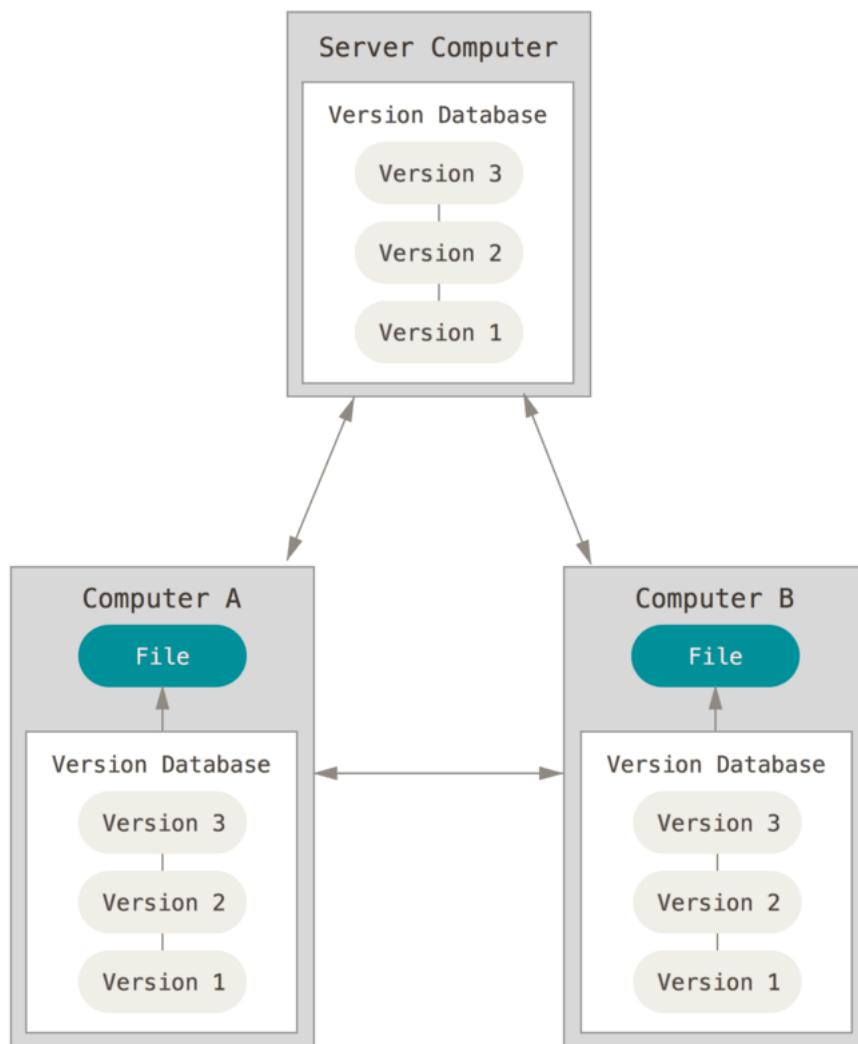 Server Computer
Version Database
Version 3
Version 2
Version 1
Computer A
File
Version Database
Version 3
Version 2
Version 1
Computer B
File
Version Database
Version 3
Version 2
Version 1